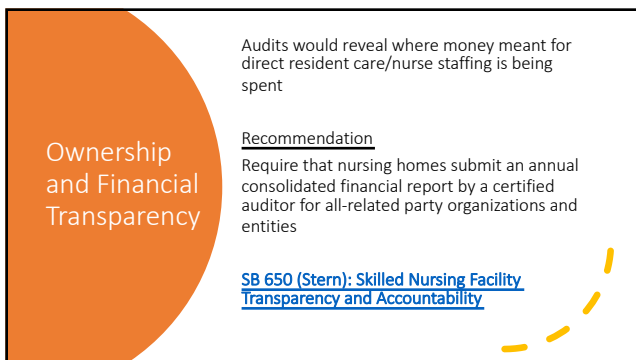 Ownership
and Financial
Transparency
Audits would reveal where money meant for
direct resident care/nurse staffing is being
spent
Recommendation
Require that nursing homes submit an annual
consolidated financial report by a certified
auditor for all-related party organizations and
entities
SB 650 (Stern): Skilled Nursing Facility
Transparency and Accountability